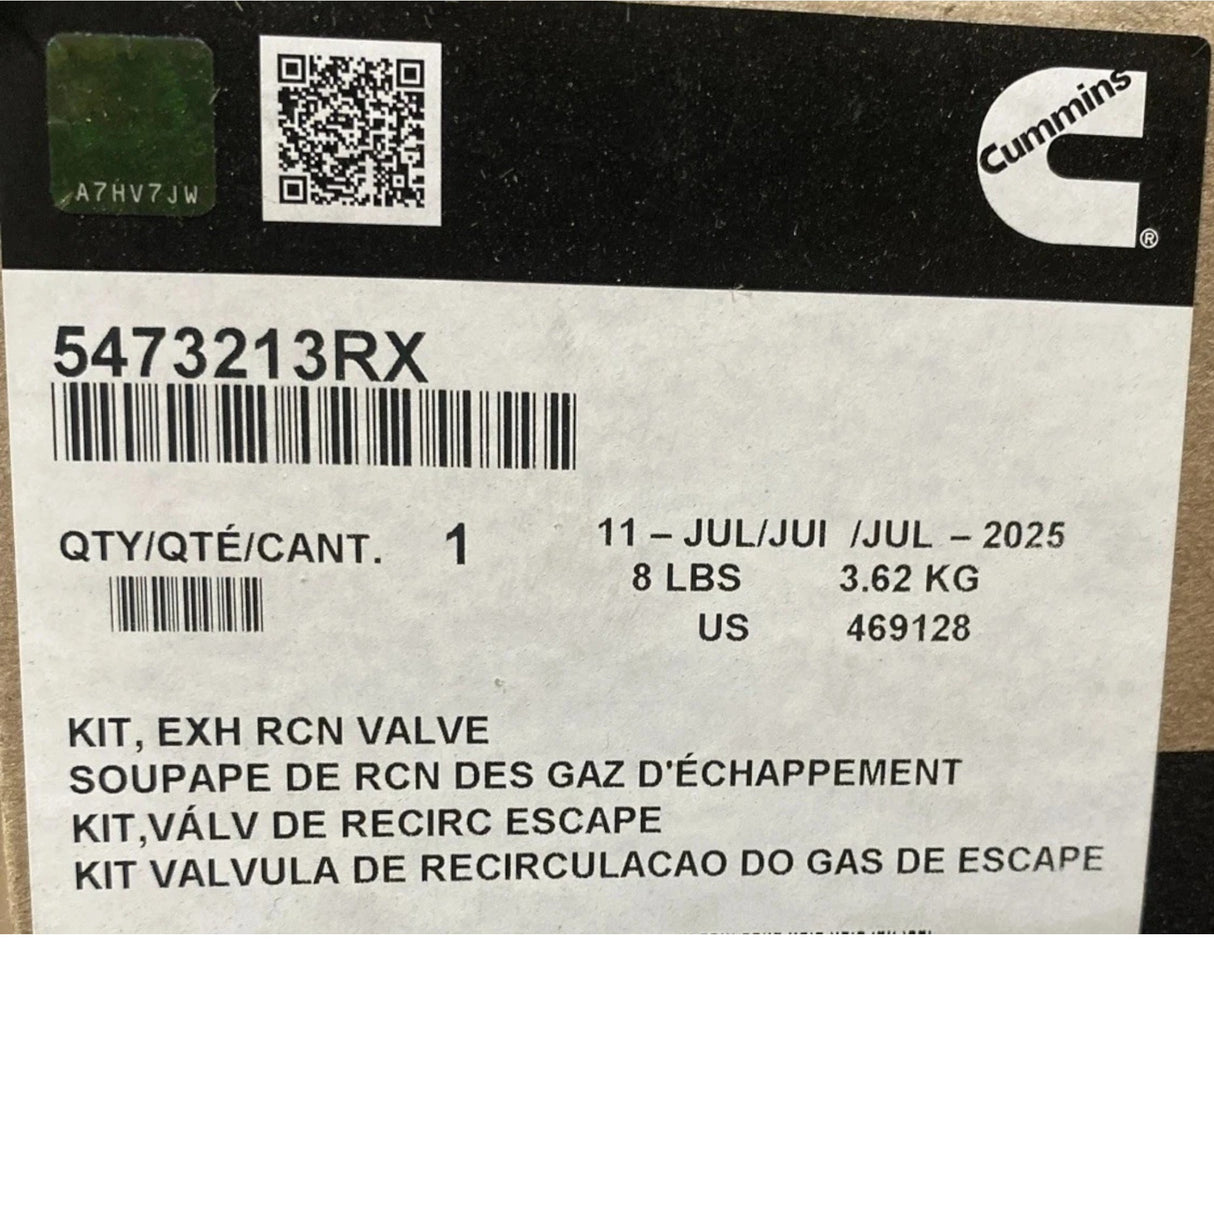 A7HV7JW
Cummins
®
5473213RX
QTY/QTÉ/CANT. 1 11 - JUL/JUI /JUL - 2025
8 LBS 3.62 KG
US 469128
KIT, EXH RCN VALVE
SOUPAPE DE RCN DES GAZ D'ÉCHAPPEMENT
KIT,VÁLV DE RECIRC ESCAPE
KIT VALVULA DE RECIRCULACAO DO GAS DE ESCAPE